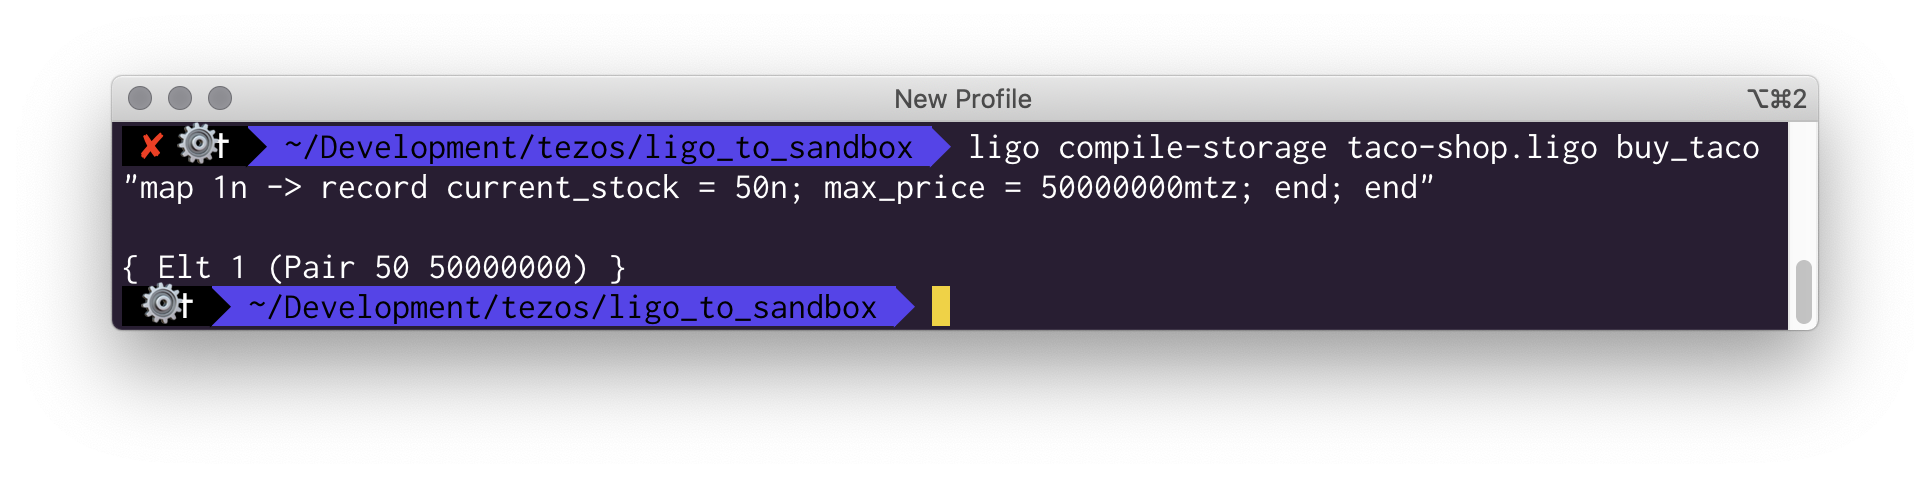 New Profile
⌥⌘2
✘ ⚙✝ ~/Development/tezos/ligo_to_sandbox ligo compile-storage taco-shop.ligo buy_taco
"map 1n -> record current_stock = 50n; max_price = 50000000mtz; end; end"
{ Elt 1 (Pair 50 50000000) }
⚙✝ ~/Development/tezos/ligo_to_sandbox